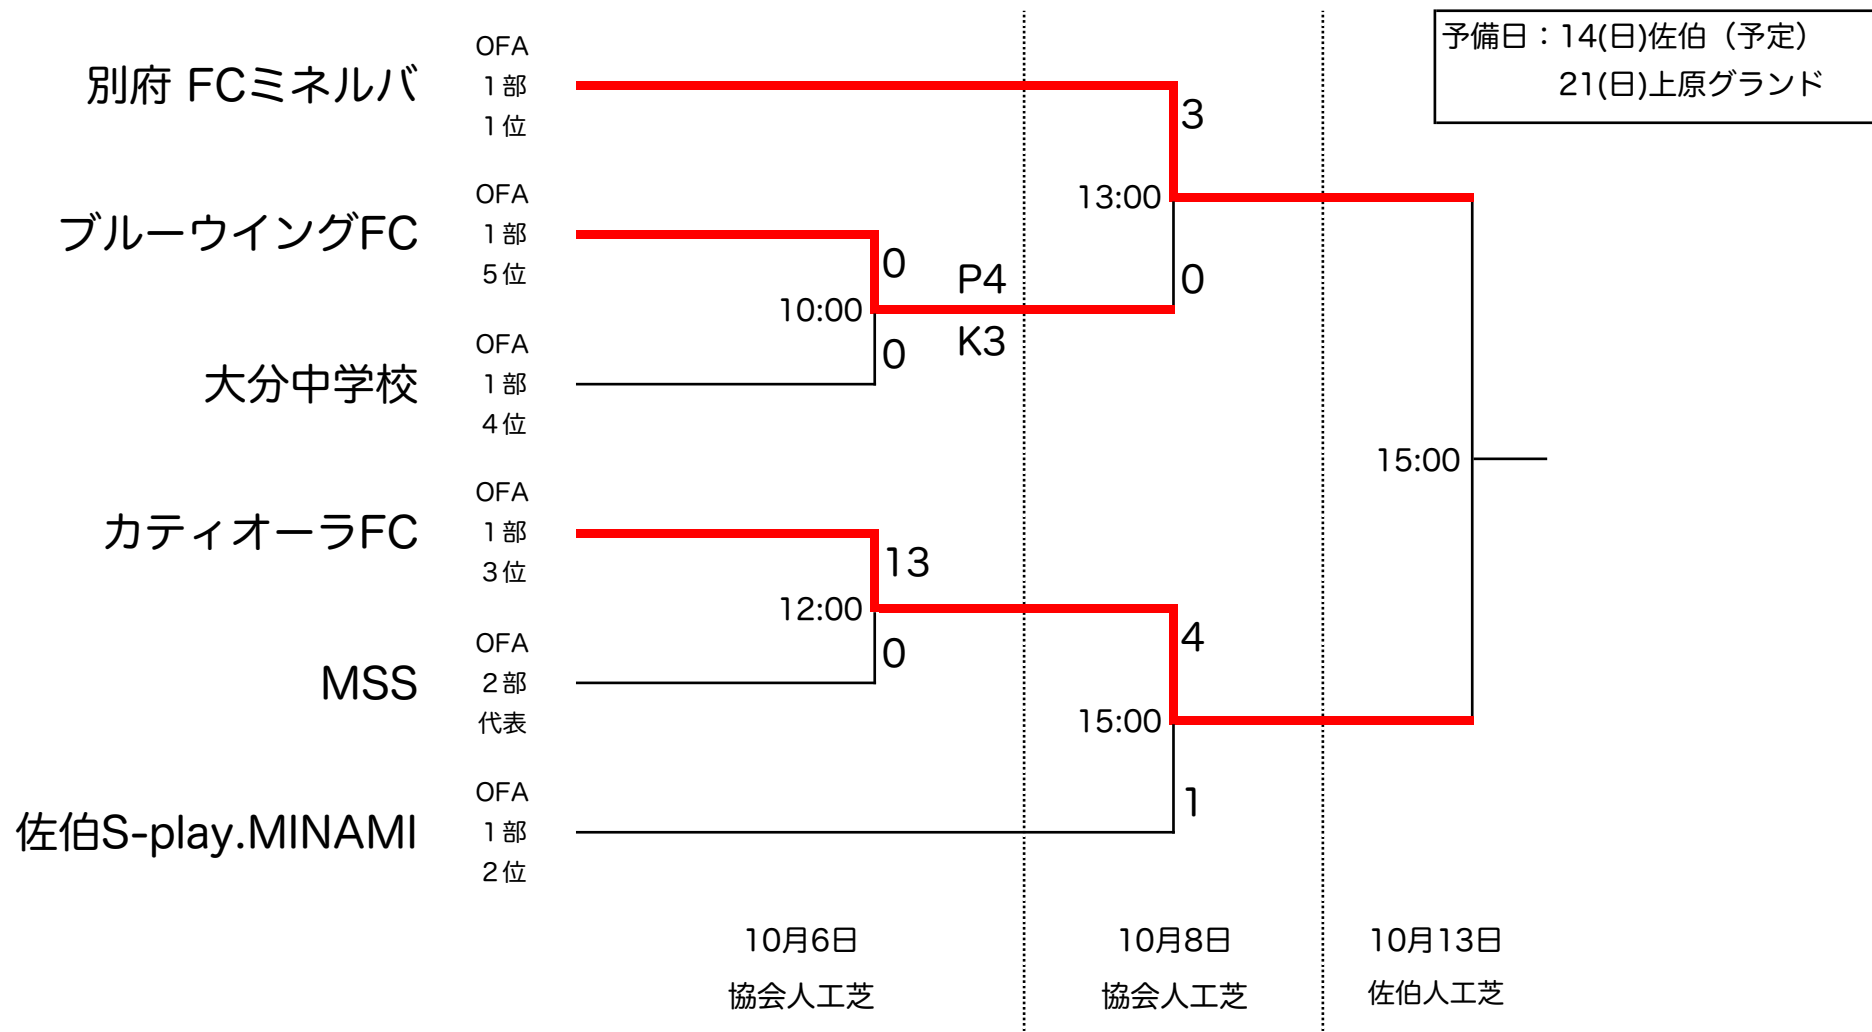 予備日：14(日)佐伯（予定）
21(日)上原グランド
別府 FCミネルバ
OFA
1部
1位
3
13:00
0
ブルーウイングFC
OFA
1部
5位
0
10:00
P4
K3
0
大分中学校
OFA
1部
4位
15:00
カティオーラFC
OFA
1部
3位
13
12:00
0
MSS
OFA
2部
代表
4
15:00
1
佐伯S-play.MINAMI
OFA
1部
2位
10月6日
協会人工芝
10月8日
協会人工芝
10月13日
佐伯人工芝